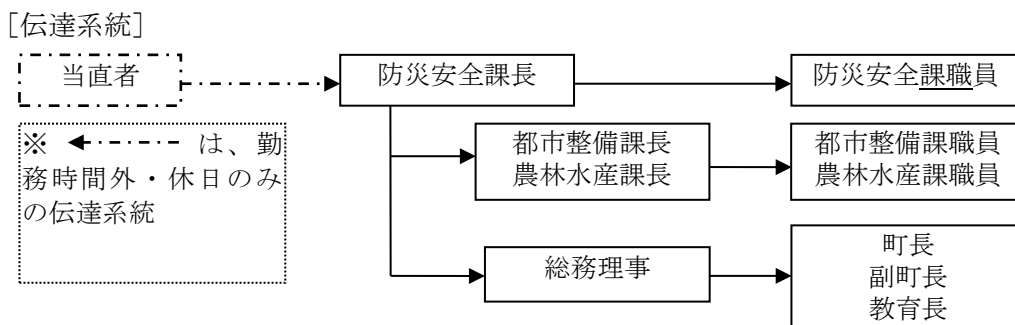 ［伝達系統］
当直者
防災安全課長
防災安全課職員
※ は、勤
務時間外・休日のみ
の伝達系統
都市整備課長
農林水産課長
都市整備課職員
農林水産課職員
総務理事
町長
副町長
教育長